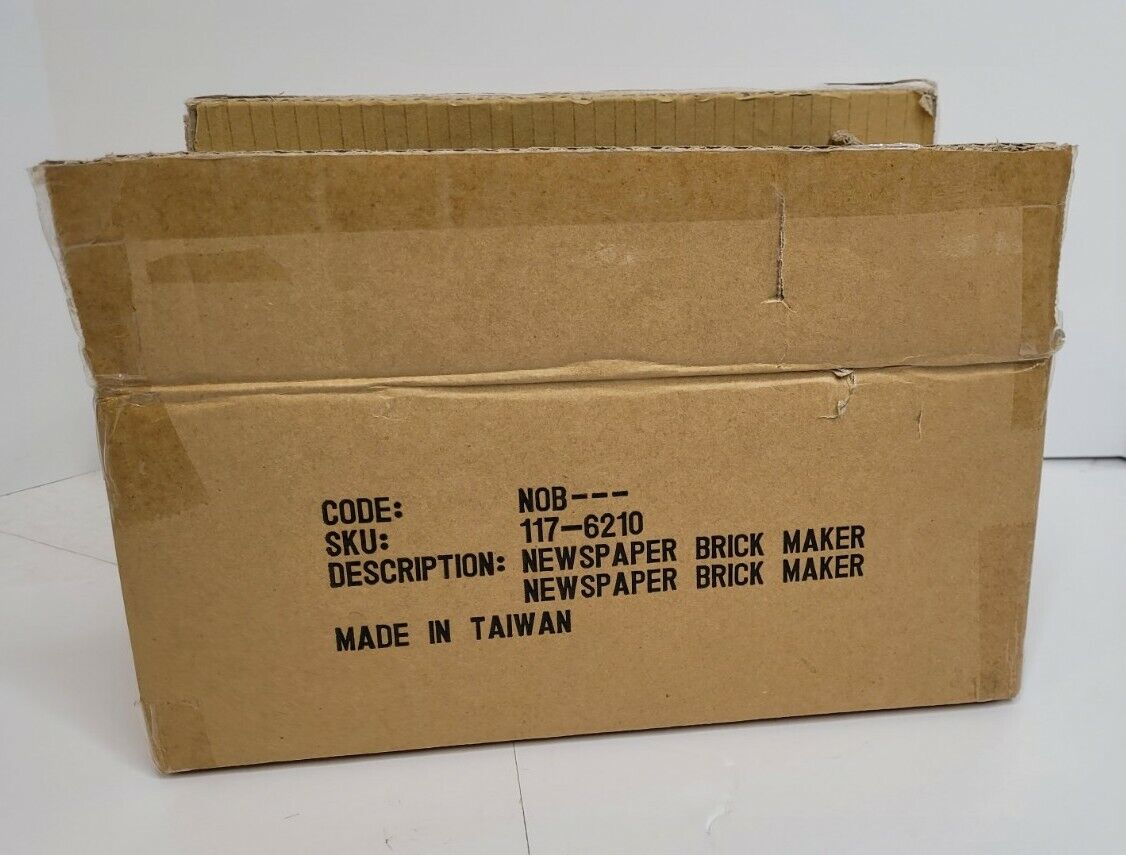 CODE: NOB---
SKU: 117-6210
DESCRIPTION: NEWSPAPER BRICK MAKER
NEWSPAPER BRICK MAKER
MADE IN TAIWAN